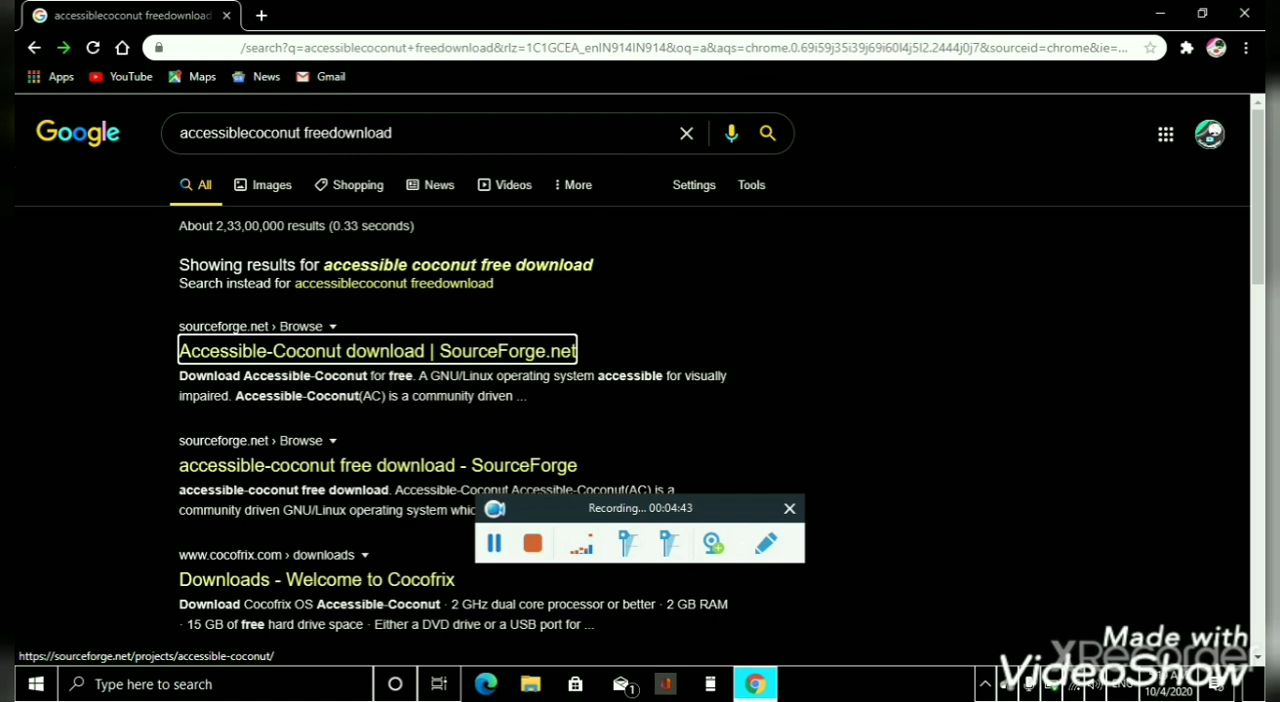 accessiblecoconut freedownload
/search?q=accessiblecoconut+freedownload&rlz=1C1GCEA_enIN914IN914&oq=a&aqs=chrome.0.69i59j35i39j69i60l4j5l2.2444j0j7&sourceid=chrome&ie=...
Apps YouTube Maps News Gmail
Google accessiblecoconut freedownload
All Images Shopping News Videos More Settings Tools
About 2,33,00,000 results (0.33 seconds)
Showing results for accessible coconut free download
Search instead for accessiblecoconut freedownload
sourceforge.net › Browse
Accessible-Coconut download | SourceForge.net
Download Accessible-Coconut for free. A GNU/Linux operating system accessible for visually
impaired. Accessible-Coconut(AC) is a community driven ...
sourceforge.net › Browse
accessible-coconut free download - SourceForge
accessible-coconut free download. Accessible-Coconut Accessible-Coconut(AC) is a
community driven GNU/Linux operating system
Recording... 00:04:43
www.cocofrix.com › downloads
Downloads - Welcome to Cocofrix
Download Cocofrix OS Accessible-Coconut · 2 GHz dual core processor or better · 2 GB RAM
· 15 GB of free hard drive space · Either a DVD drive or a USB port for ...
https://sourceforge.net/projects/accessible-coconut/
Made with
XRecorder
VideoShow
Type here to search
1
10/4/2020